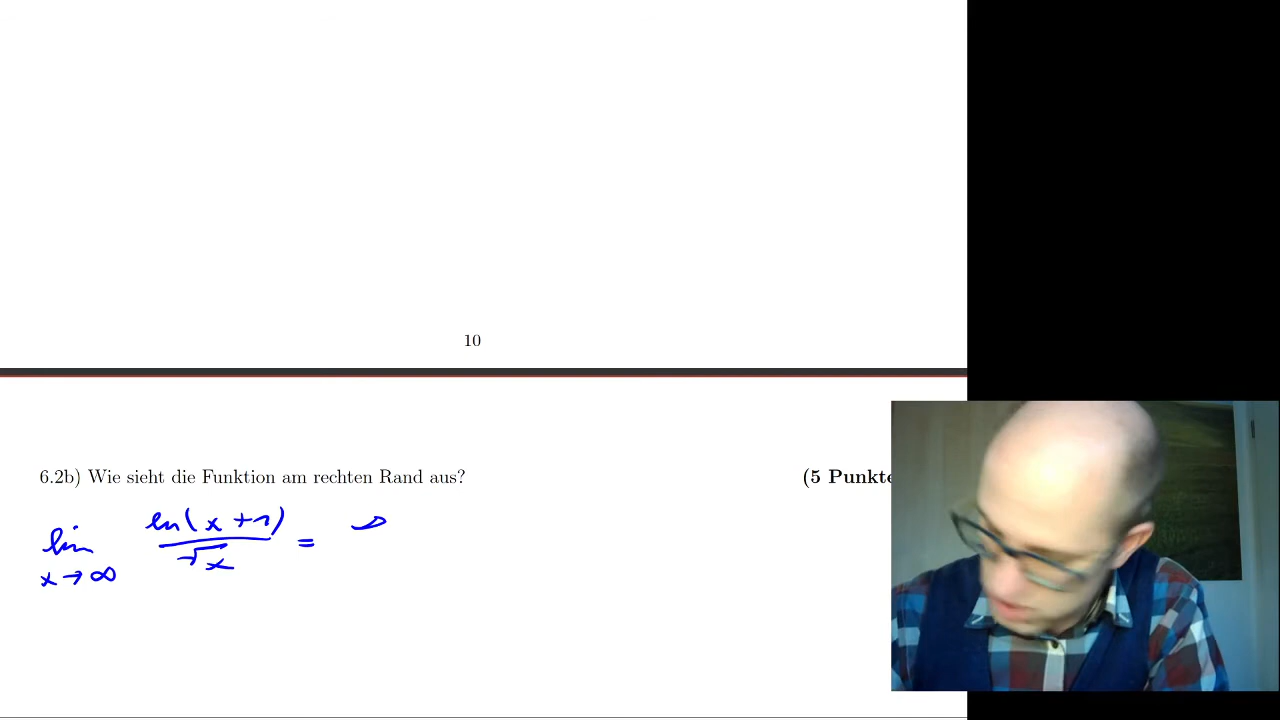 10
6.2b) Wie sieht die Funktion am rechten Rand aus? (5 Punkte
lim ln(x+1) =
x→∞ √x